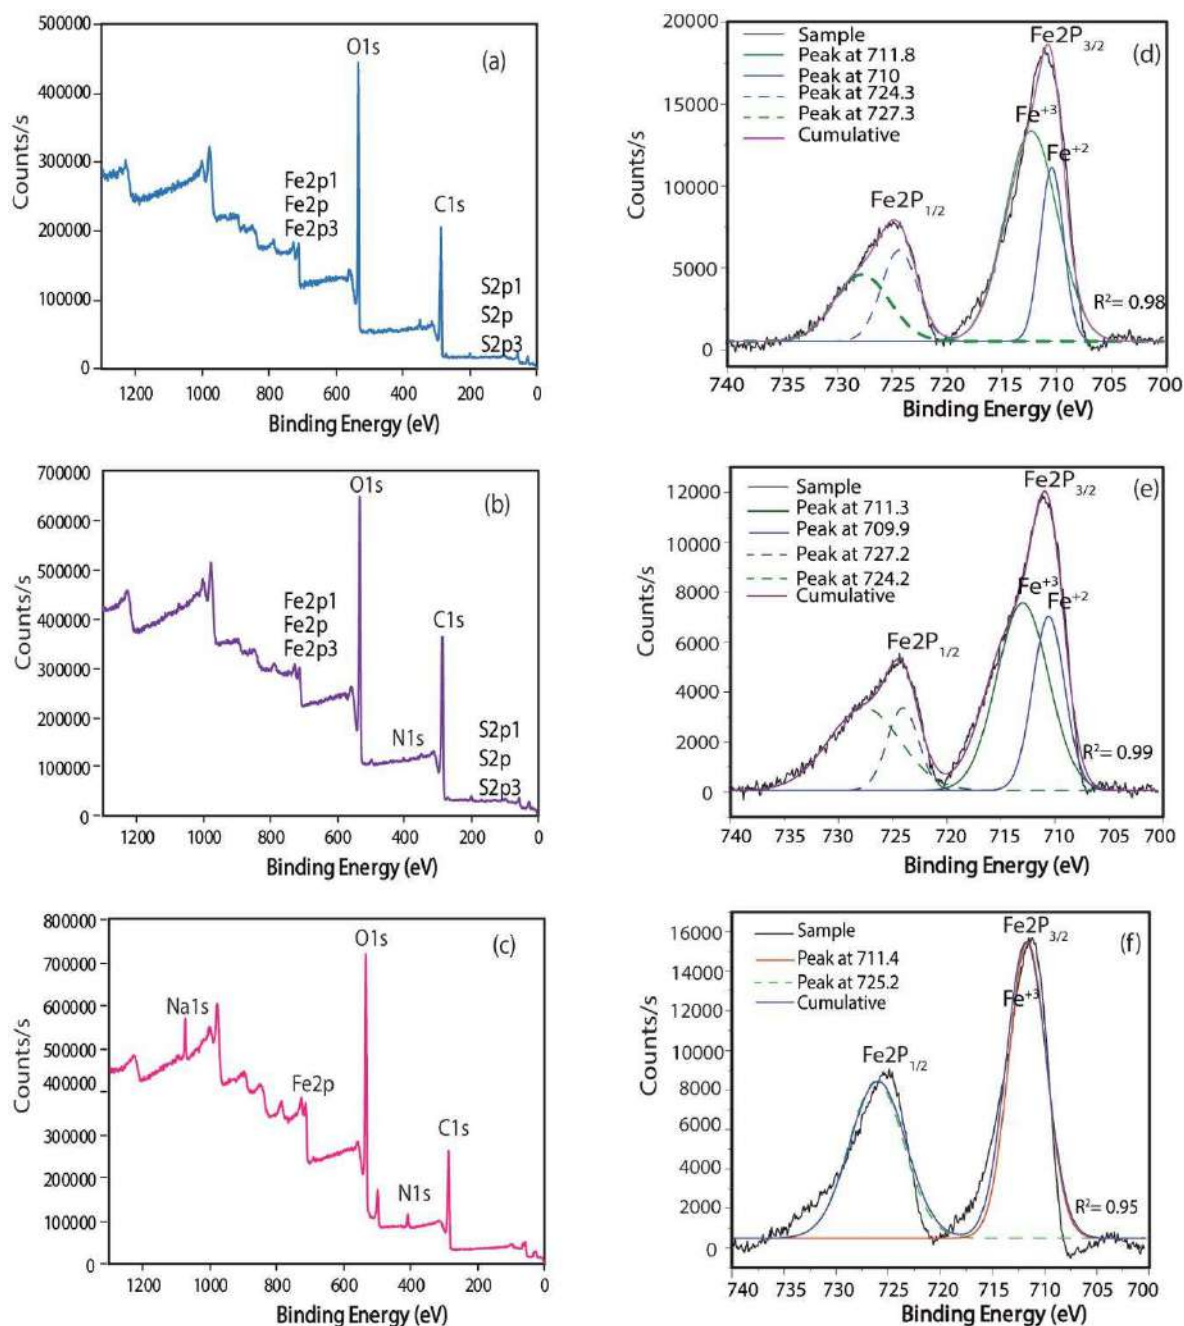 500000
400000
300000
200000
100000
0
Counts/s
(a)
O1s
Fe2p1
Fe2p
Fe2p3
C1s
S2p1
S2p
S2p3
1200 1000 800 600 400 200 0
Binding Energy (eV)
20000
15000
10000
5000
0
Counts/s
(d)
Sample
Peak at 711.8
Peak at 710
Peak at 724.3
Peak at 727.3
Cumulative
Fe2P3/2
Fe+3
Fe+2
Fe2P1/2
R2= 0.98
740 735 730 725 720 715 710 705 700
Binding Energy (eV)
700000
600000
500000
400000
300000
200000
100000
0
Counts/s
(b)
O1s
Fe2p1
Fe2p
Fe2p3
C1s
N1s
S2p1
S2p
S2p3
1200 1000 800 600 400 200 0
Binding Energy (eV)
12000
10000
8000
6000
4000
2000
0
Counts/s
(e)
Sample
Peak at 711.3
Peak at 709.9
Peak at 727.2
Peak at 724.2
Cumulative
Fe2P3/2
Fe+3
Fe+2
Fe2P1/2
R2= 0.99
740 735 730 725 720 715 710 705 700
Binding Energy (eV)
800000
700000
600000
500000
400000
300000
200000
100000
0
Counts/s
(c)
O1s
Na1s
Fe2p
C1s
N1s
1200 1000 800 600 400 200 0
Binding Energy (eV)
16000
14000
12000
10000
8000
6000
4000
2000
0
Counts/s
(f)
Sample
Peak at 711.4
Peak at 725.2
Cumulative
Fe2P3/2
Fe+3
Fe2P1/2
R2= 0.95
740 735 730 725 720 715 710 705 700
Binding Energy (eV)